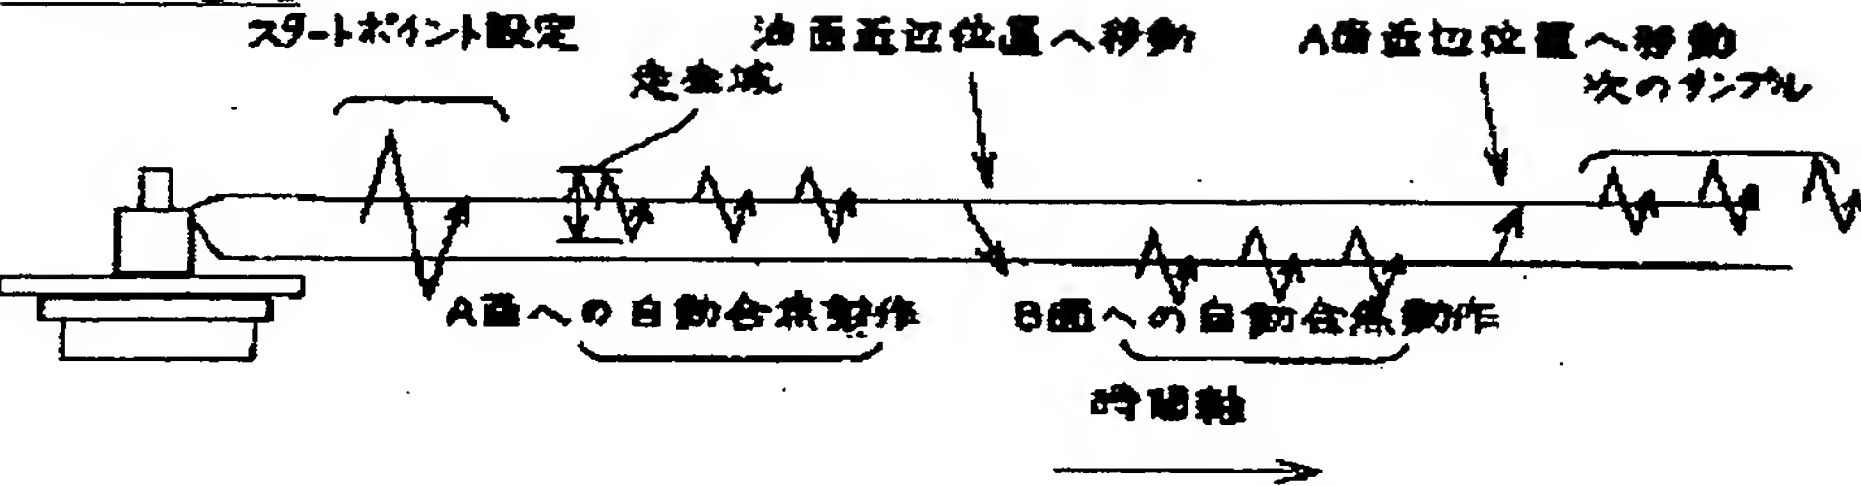 スタートポイント設定
油面近辺位置へ移動
A面近辺位置へ移動
走査域
次のサンプル
A面への自動合焦動作
B面への自動合焦動作
時間軸